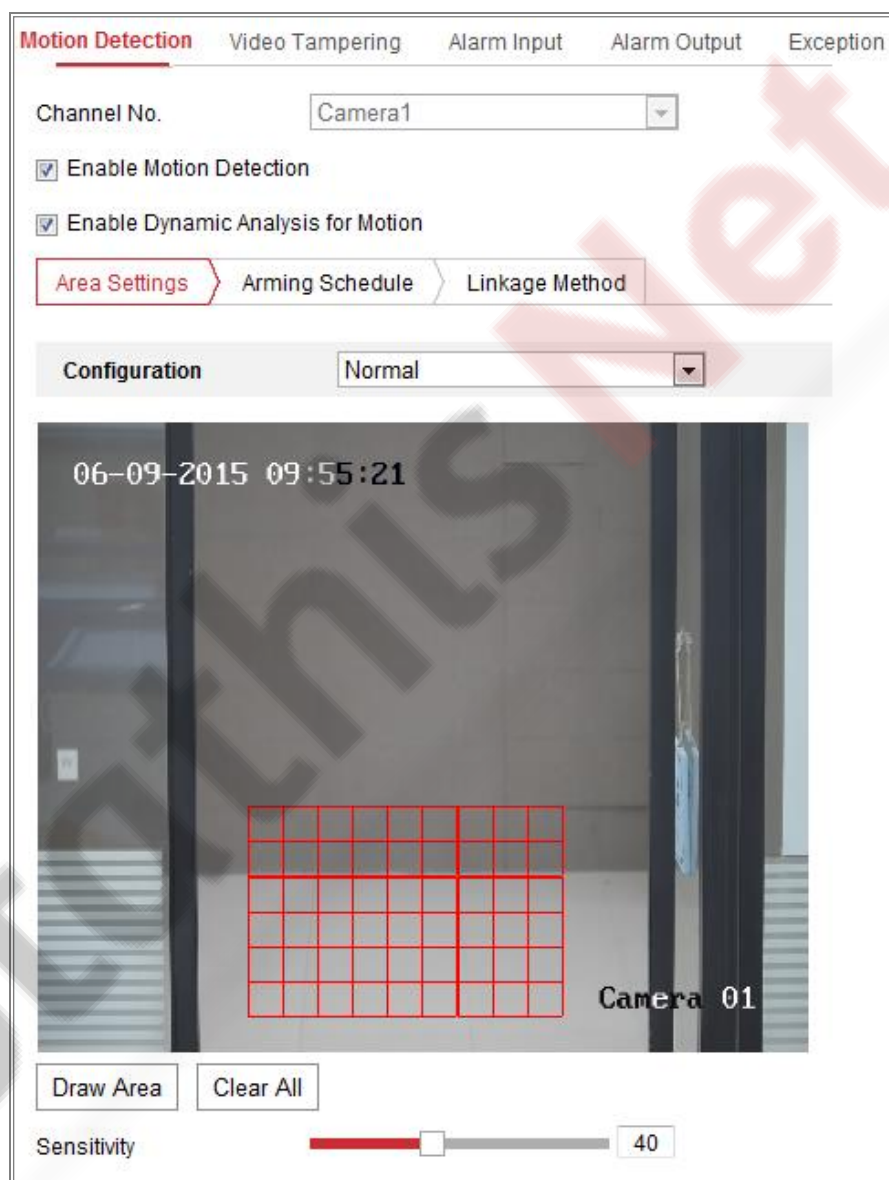 Motion Detection Video Tampering Alarm Input Alarm Output Exception
Channel No. Camera1
Enable Motion Detection
Enable Dynamic Analysis for Motion
Area Settings Arming Schedule Linkage Method
Configuration Normal
06-09-2015 09:55:21
Camera 01
Draw Area Clear All
Sensitivity 40
StathisNet